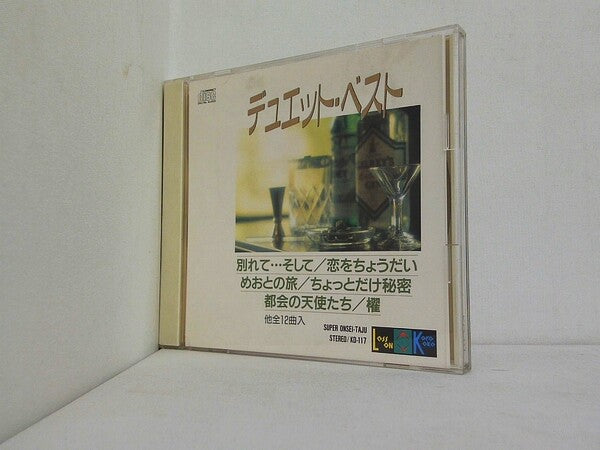 デュエット・ベスト
別れて…そして/恋をちょうだい
めおとの旅/ちょっとだけ秘密
都会の天使たち/櫂
他全12曲入
SUPER ONSEI-TAJU
STEREO/KD-117